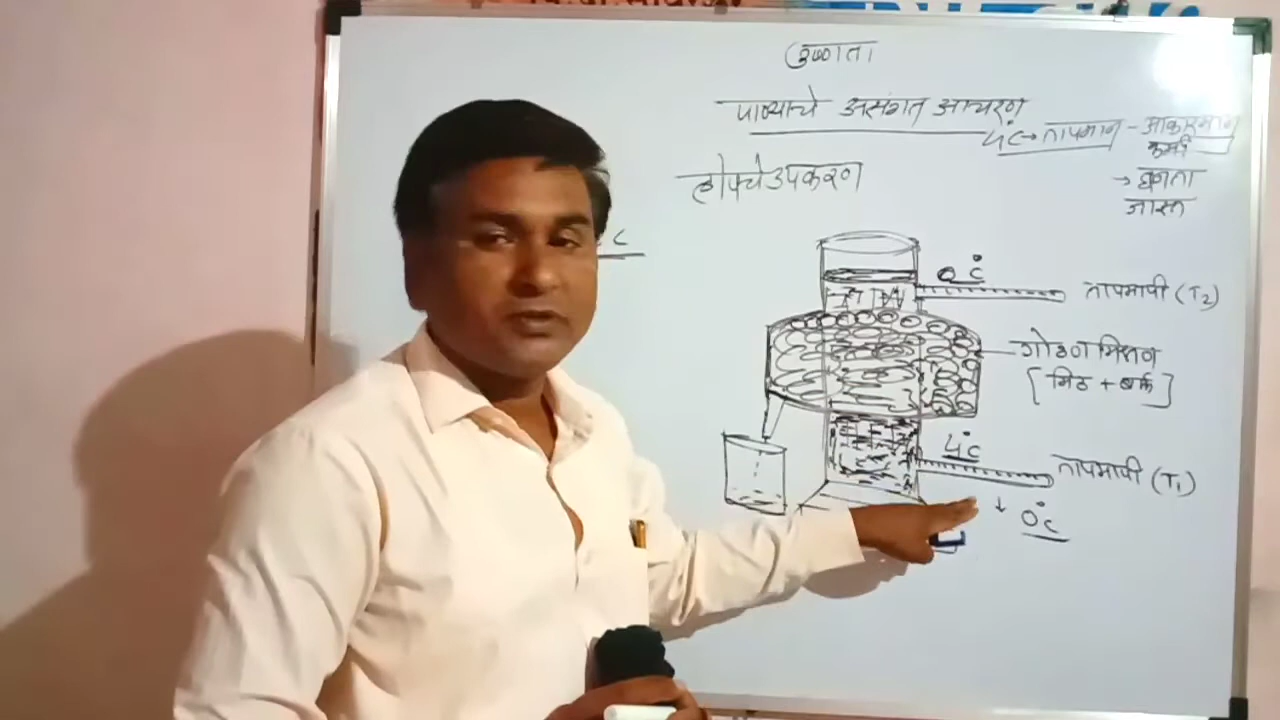 उष्णता
पाण्याचे असंगत आचरण
4°c→ तापमान - आकारमान
कमी
→ घनता
जास्त
होपचे उपकरण
c
0°c
तापमापी (T2)
गोठण मिश्रण
[मिठ + बर्फ]
4°c
तापमापी (T1)
↓ 0°c